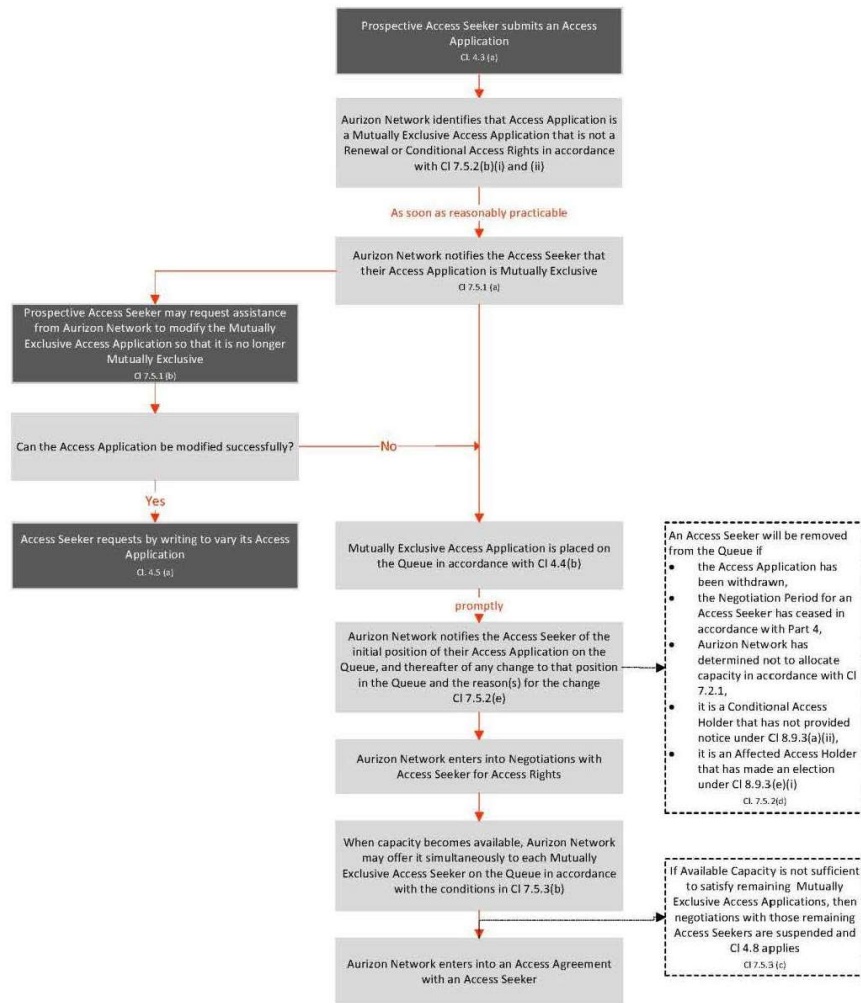 Prospective Access Seeker submits an Access
Application
Cl. 4.3 (a)
Aurizon Network identifies that Access Application is
a Mutually Exclusive Access Application that is not a
Renewal or Conditional Access Rights in accordance
with Cl 7.5.2(b)(i) and (ii)
As soon as reasonably practicable
Aurizon Network notifies the Access Seeker that
their Access Application is Mutually Exclusive
Cl 7.5.1 (a)
Prospective Access Seeker may request assistance
from Aurizon Network to modify the Mutually
Exclusive Access Application so that it is no longer
Mutually Exclusive
Cl 7.5.1 (b)
Can the Access Application be modified successfully?
No
Yes
Access Seeker requests by writing to vary its Access
Application
Cl. 4.5 (a)
Mutually Exclusive Access Application is placed on
the Queue in accordance with Cl 4.4(b)
promptly
Aurizon Network notifies the Access Seeker of the
initial position of their Access Application on the
Queue, and thereafter of any change to that position
in the Queue and the reason(s) for the change
Cl 7.5.2(e)
An Access Seeker will be removed
from the Queue if
• the Access Application has
been withdrawn,
• the Negotiation Period for an
Access Seeker has ceased in
accordance with Part 4,
• Aurizon Network has
determined not to allocate
capacity in accordance with Cl
7.2.1,
• it is a Conditional Access
Holder that has not provided
notice under Cl 8.9.3(a)(ii),
• it is an Affected Access Holder
that has made an election
under Cl 8.9.3(e)(i)
Cl. 7.5.2(d)
Aurizon Network enters into Negotiations with
Access Seeker for Access Rights
When capacity becomes available, Aurizon Network
may offer it simultaneously to each Mutually
Exclusive Access Seeker on the Queue in accordance
with the conditions in Cl 7.5.3(b)
If Available Capacity is not sufficient
to satisfy remaining Mutually
Exclusive Access Applications, then
negotiations with those remaining
Access Seekers are suspended and
Cl 4.8 applies
Cl 7.5.3 (c)
Aurizon Network enters into an Access Agreement
with an Access Seeker